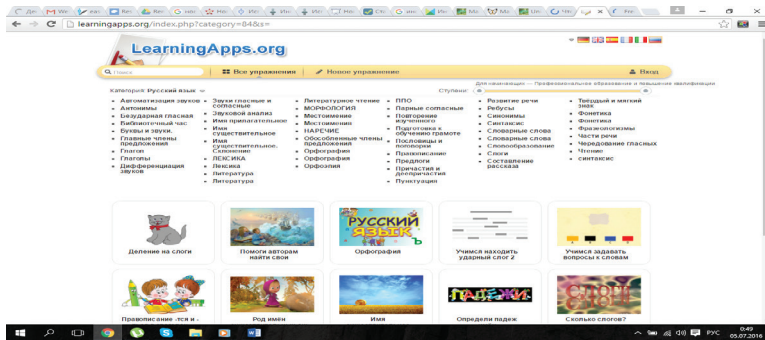 learningapps.org/index.php?category=84&s=
LearningApps.org
Поиск
Все упражнения
Новое упражнение
Вход
Категория: Русский язык
Ступени:
Для начинающих — Профессиональное образование и повышение квалификации
Автоматизация звуков
Антонимы
Безударная гласная
Библиотечный час
Буквы и звуки.
Главные члены
предложения
Глагол
Глаголы
Дифференциация
звуков
Звуки гласные и
согласные
Звуковой анализ
Имя прилагательное
Имя
существительное
Имя
существительное.
Склонение
ЛЕКСИКА
Лексика
Литература
Литература
Литературное чтение
МОРФОЛОГИЯ
Местоимение
Местоимение
НАРЕЧИЕ
Обособленные члены
предложения
Орфография
Орфография
Орфоэпия
ППО
Парные согласные
Повторение
изученного
Подготовка к
обучению грамоте
Пословицы и
поговорки
Правописание
Предлоги
Причастия и
деепричастия
Пунктуация
Развитие речи
Ребусы
Синонимы
Синтаксис
Словарные слова
Словарные слова
Словообразование
Слоги
Составление
рассказа
Твёрдый и мягкий
знак
Фонетика
Фонетика
Фразеологизмы
Части речи
Чередование гласных
Чтение
синтаксис
Деление на слоги
Помоги авторам
найти свои
РУССКИЙ
ЯЗЫК
Ъ
Орфография
Учимся находить
ударный слог 2
Учимся задавать
вопросы к словам
Правописание -тся и -
Род имён
Имя
ПАДЕЖИ
Определи падеж
СЛОГИ
Сколько слогов?
РУС
0:49
05.07.2016